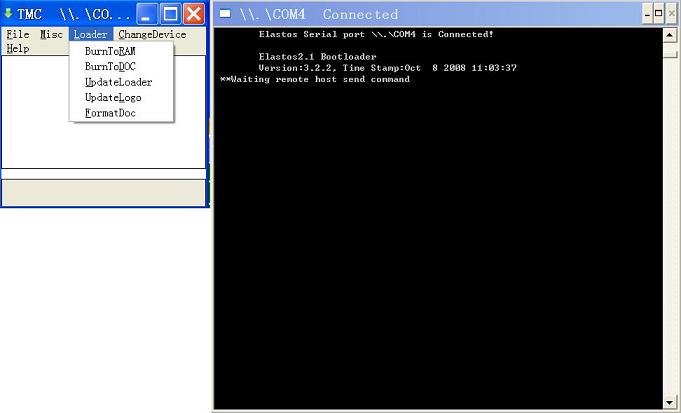 TMC \\.\CO...
File Misc Loader ChangeDevice
Help
BurnToRAM
BurnToDOC
UpdateLoader
UpdateLogo
FormatDoc
\\.\COM4 Connected
Elastos Serial port \\.\COM4 is Connected!
Elastos2.1 Bootloader
Version:3.2.2, Time Stamp:Oct  8 2008 11:03:37
**Waiting remote host send command